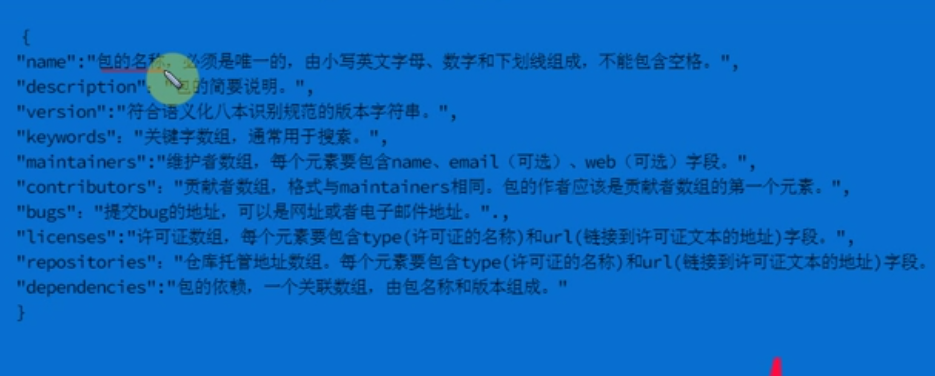 {
"name":"包的名称，必须是唯一的，由小写英文字母、数字和下划线组成，不能包含空格。",
"description"："包的简要说明。",
"version":"符合语义化八本识别规范的版本字符串。",
"keywords"："关键字数组，通常用于搜索。",
"maintainers":"维护者数组，每个元素要包含name、email（可选）、web（可选）字段。",
"contributors"："贡献者数组，格式与maintainers相同。包的作者应该是贡献者数组的第一个元素。",
"bugs"："提交bug的地址，可以是网址或者电子邮件地址。".,
"licenses":"许可证数组，每个元素要包含type(许可证的名称)和url(链接到许可证文本的地址)字段。",
"repositories"："仓库托管地址数组。每个元素要包含type(许可证的名称)和url(链接到许可证文本的地址)字段。
"dependencies":"包的依赖，一个关联数组，由包名称和版本组成。"
}